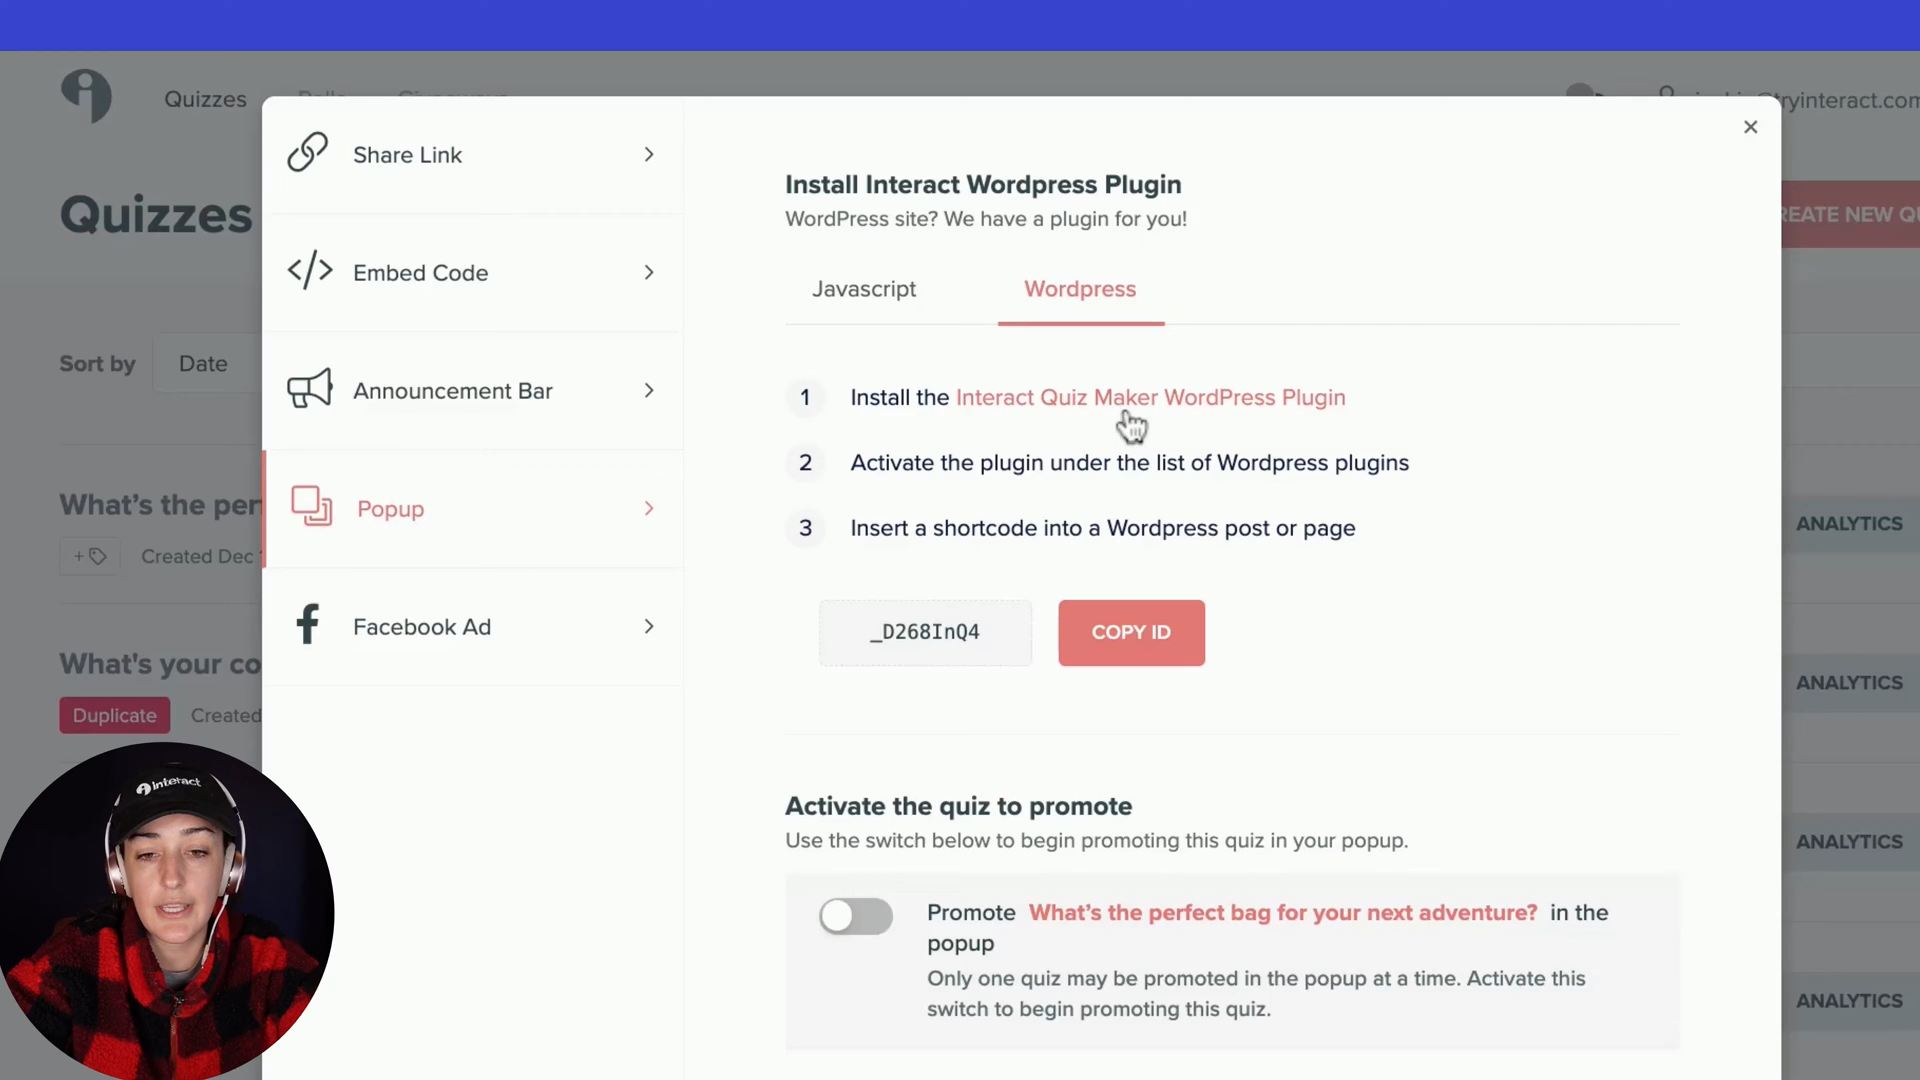 Quizzes
Share Link
Embed Code
Announcement Bar
Popup
Facebook Ad
Install Interact Wordpress Plugin
WordPress site? We have a plugin for you!
Javascript
Wordpress
1 Install the Interact Quiz Maker WordPress Plugin
2 Activate the plugin under the list of Wordpress plugins
3 Insert a shortcode into a Wordpress post or page
_D268InQ4
COPY ID
Activate the quiz to promote
Use the switch below to begin promoting this quiz in your popup.
Promote What's the perfect bag for your next adventure? in the
popup
Only one quiz may be promoted in the popup at a time. Activate this
switch to begin promoting this quiz.
Quizzes
Sort by
Date
What's the per
+
Created Dec
What's your co
Duplicate
Created
tryinteract.com
REATE NEW QU
ANALYTICS
ANALYTICS
ANALYTICS
ANALYTICS
interact